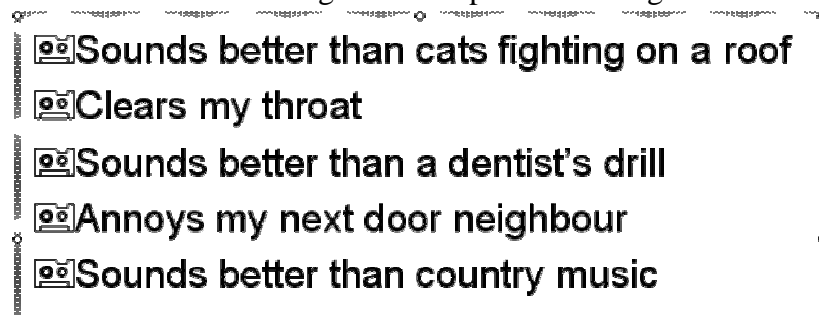 Sounds better than cats fighting on a roof
Clears my throat
Sounds better than a dentist’s drill
Annoys my next door neighbour
Sounds better than country music